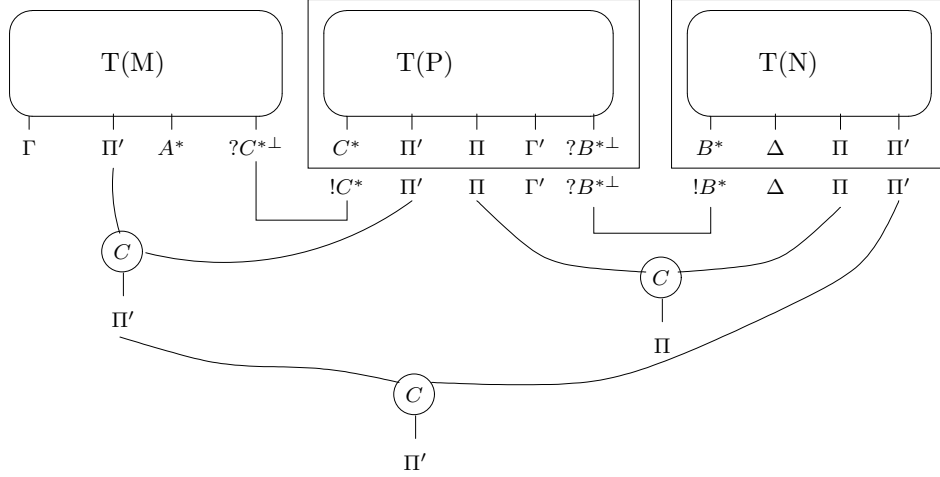 T(M) T(P) T(N)
Γ Π′ A* ?C*⊥ C* Π′ Π Γ′ ?B*⊥ B* Δ Π Π′
!C* Π′ Π Γ′ ?B*⊥ !B* Δ Π Π′
C
C
Π′
Π
C
Π′